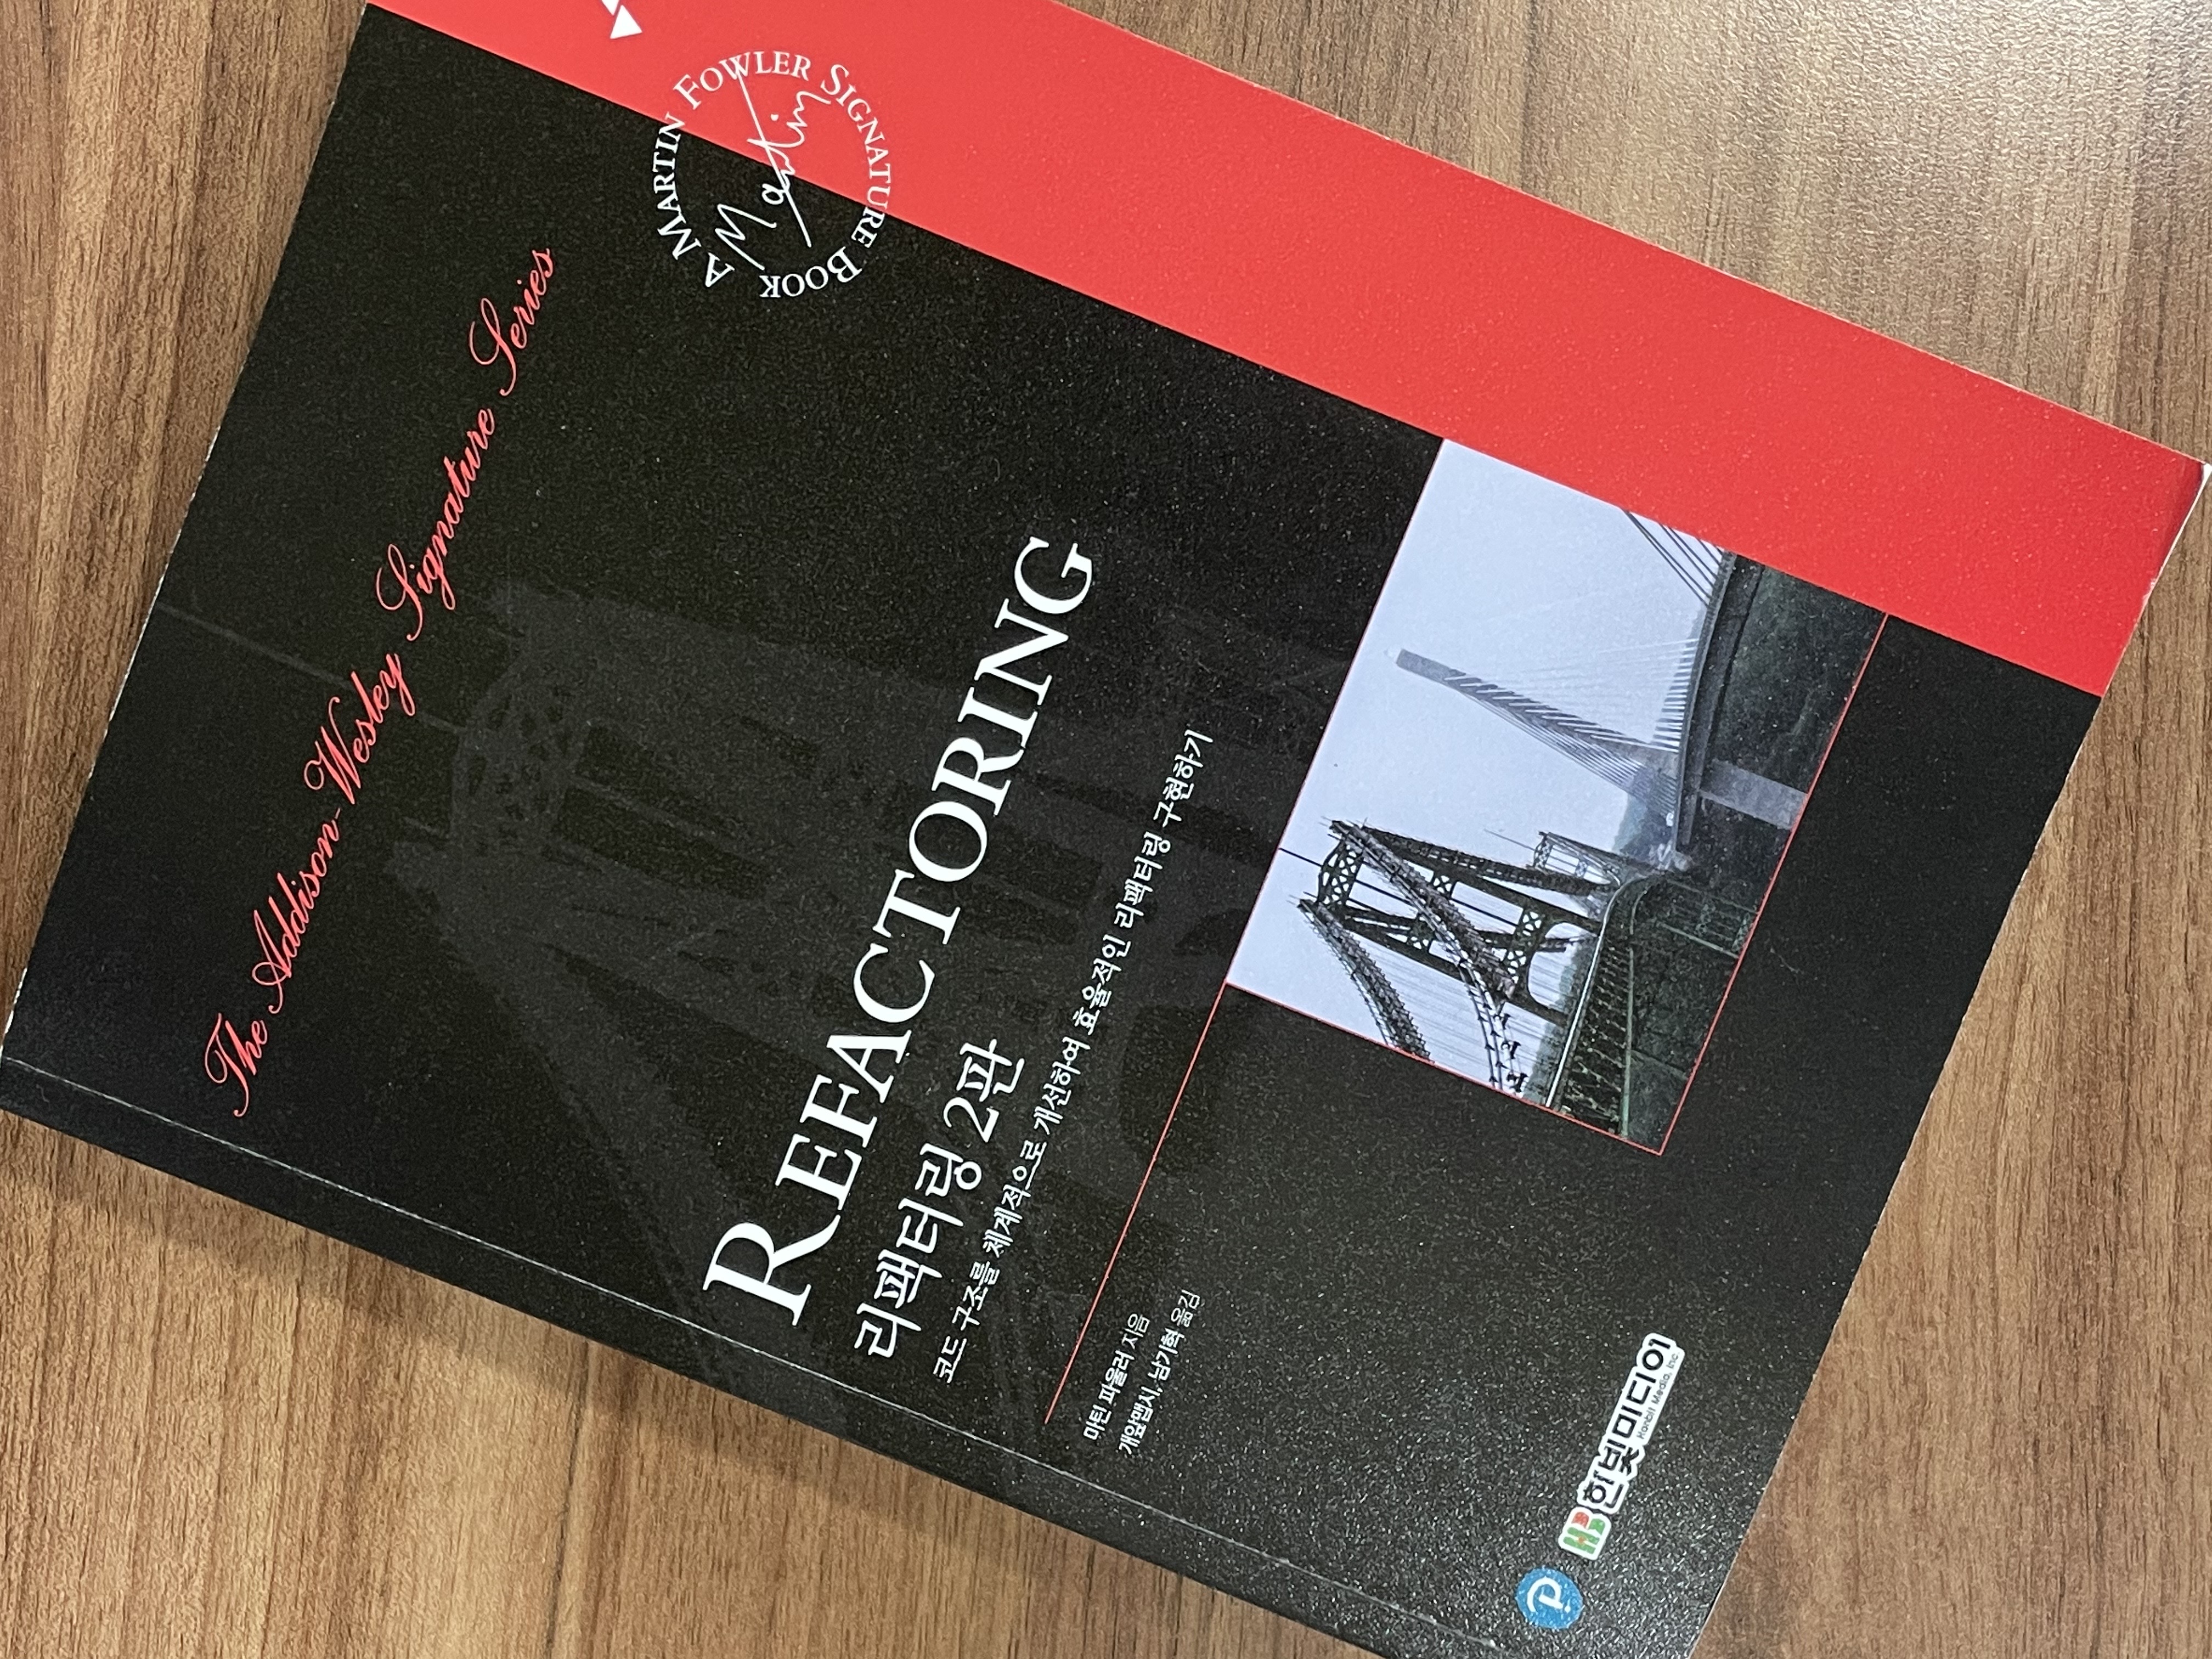 The Addison-Wesley Signature Series
A MARTIN FOWLER SIGNATURE BOOK
Martin
REFACTORING
리팩터링 2판
코드 구조를 체계적으로 개선하여 효율적인 리팩터링 구현하기
마틴 파울러 지음
개앞맵시, 남기혁 옮김
P
HB 한빛미디어
Hanbit Media, Inc.